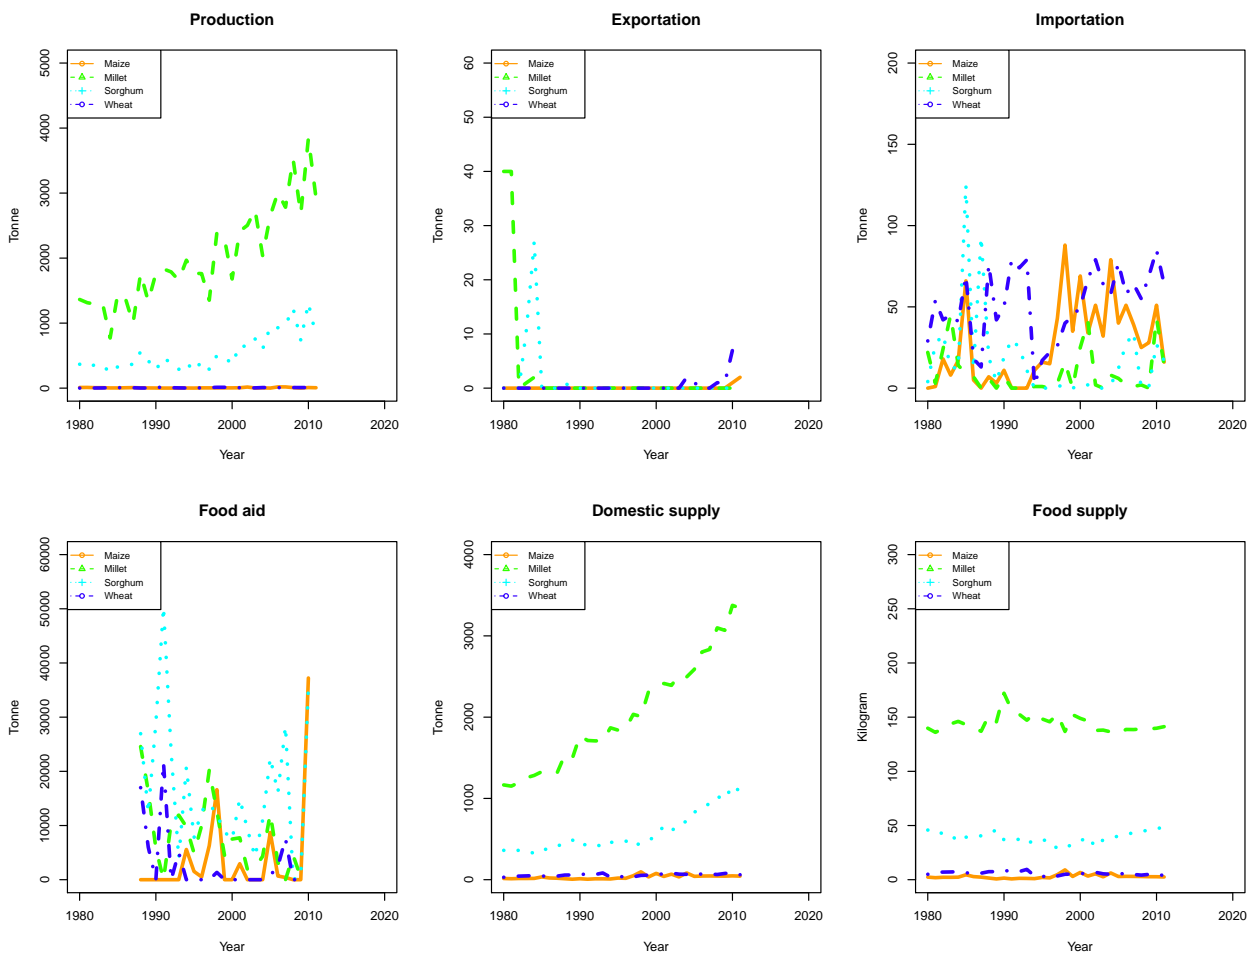 Production
Tonne
5000
4000
3000
2000
1000
0
Maize
Millet
Sorghum
Wheat
1980 1990 2000 2010 2020
Year
Exportation
Tonne
60
50
40
30
20
10
0
Maize
Millet
Sorghum
Wheat
1980 1990 2000 2010 2020
Year
Importation
Tonne
200
150
100
50
0
Maize
Millet
Sorghum
Wheat
1980 1990 2000 2010 2020
Year
Food aid
Tonne
60000
50000
40000
30000
20000
10000
0
Maize
Millet
Sorghum
Wheat
1980 1990 2000 2010 2020
Year
Domestic supply
Tonne
4000
3000
2000
1000
0
Maize
Millet
Sorghum
Wheat
1980 1990 2000 2010 2020
Year
Food supply
Kilogram
300
250
200
150
100
50
0
Maize
Millet
Sorghum
Wheat
1980 1990 2000 2010 2020
Year